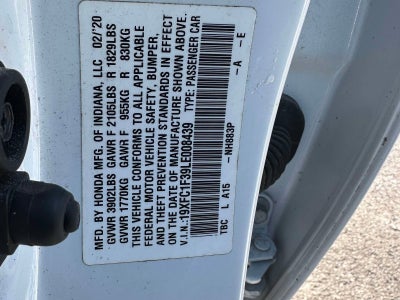 MFD. BY HONDA MFG. OF INDIANA, LLC 02/'20
GVWR 3902LBS GAWR F 2105LBS R 1829LBS
GVWR 1770KG GAWR F 955KG R 830KG
THIS VEHICLE CONFORMS TO ALL APPLICABLE
FEDERAL MOTOR VEHICLE SAFETY, BUMPER,
AND THEFT PREVENTION STANDARDS IN EFFECT
ON THE DATE OF MANUFACTURE SHOWN ABOVE.
V.I.N. 19XFC1F39LE008439 TYPE: PASSENGER CAR
-NH883P -A -E
TBC L A15